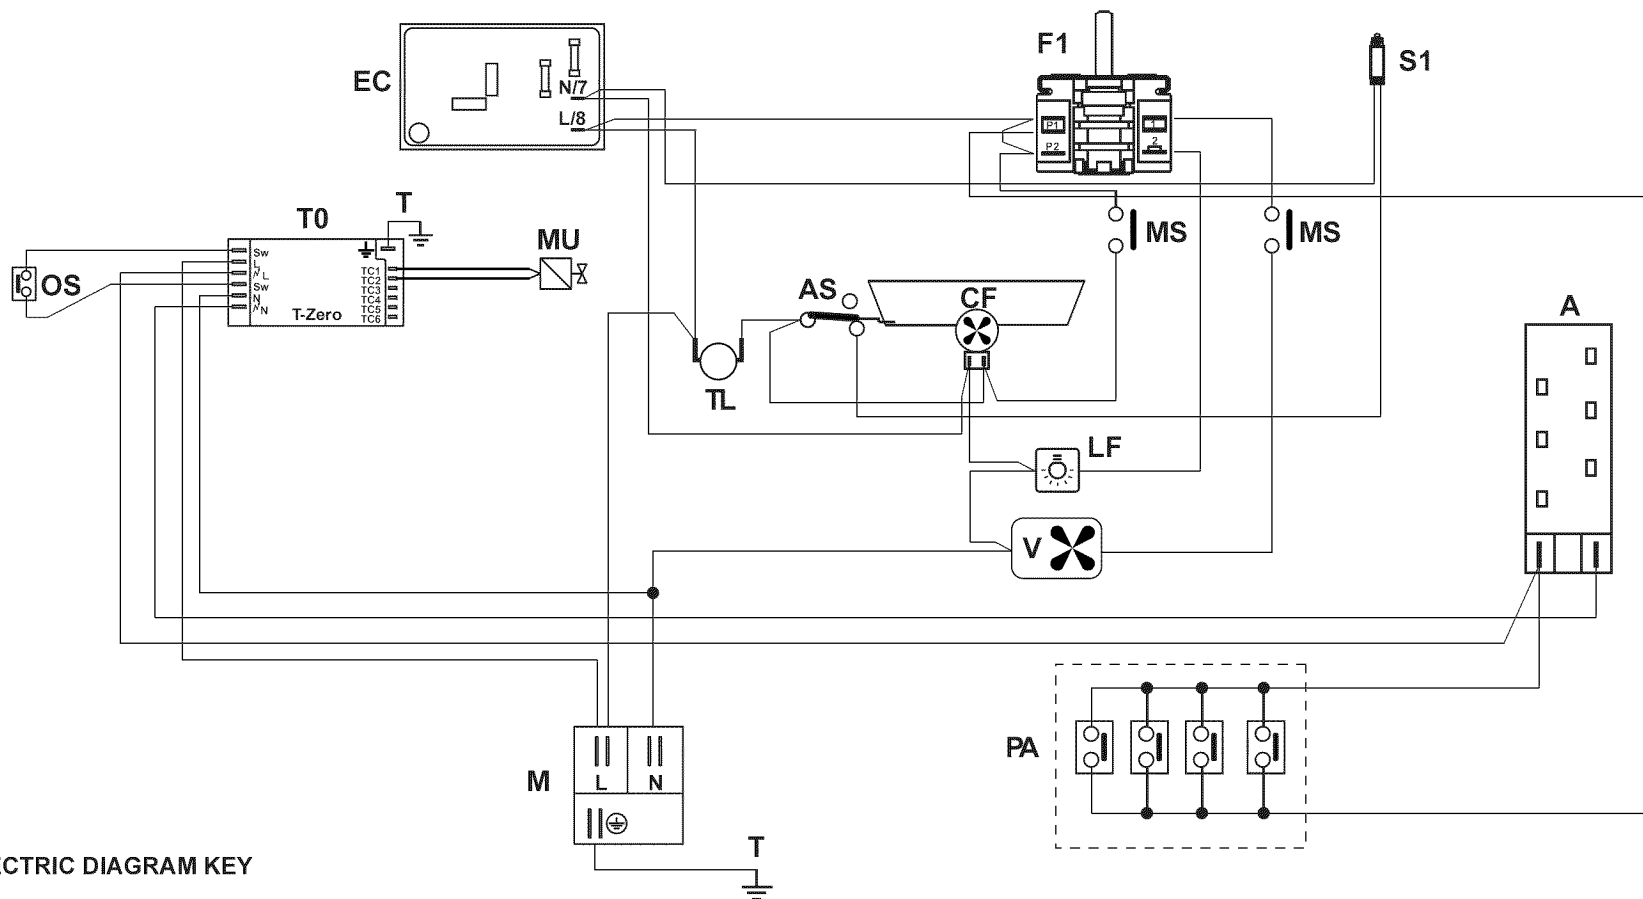 F1
S1
EC
N/7
L/8
P1
1
P2
2
T
T0
MU
MS
MS
Sw
L
L
Sw
N
N
TC1
TC2
TC3
TC4
TC5
TC6
T-Zero
OS
AS
CF
A
TL
LF
V
PA
M
L
N
T
ECTRIC DIAGRAM KEY